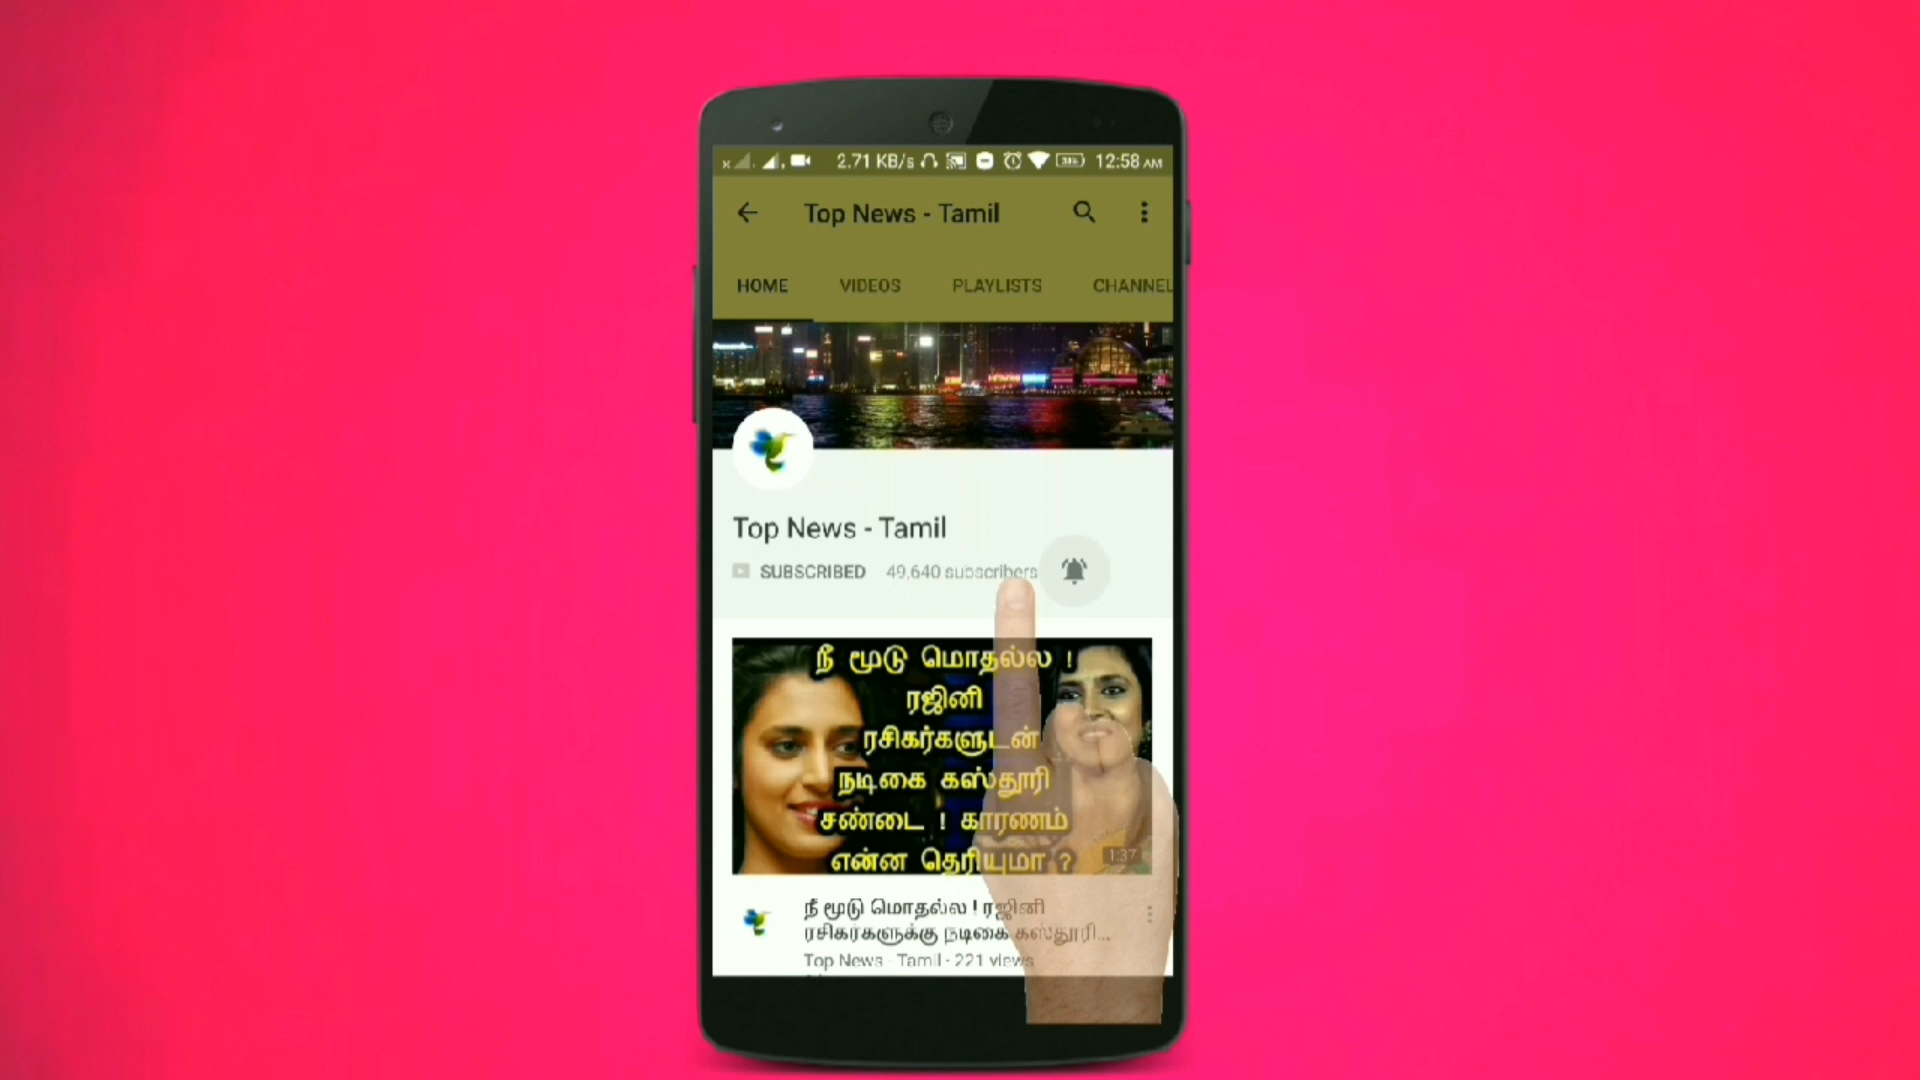 2.71 KB/s 12:58 AM
Top News - Tamil
HOME VIDEOS PLAYLISTS CHANNEL
Top News - Tamil
SUBSCRIBED 49,640 subscribers
நீ மூடு மொதல்ல !
ரஜினி
ரசிகர்களுடன்
நடிகை கஸ்தூரி
சண்டை ! காரணம்
என்ன தெரியுமா ?
1:37
நீ மூடு மொதல்ல ! ரஜினி
ரசிகர்களுக்கு நடிகை கஸ்தூரி...
Top News - Tamil · 221 views